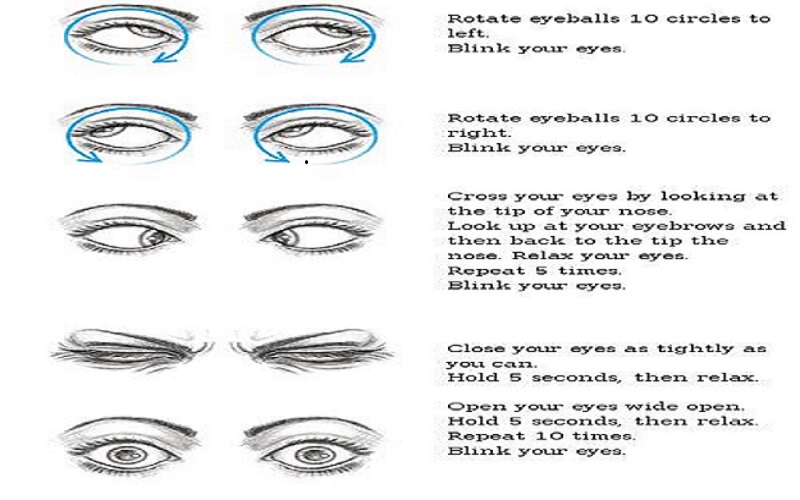 Rotate eyeballs 10 circles to
left.
Blink your eyes.
Rotate eyeballs 10 circles to
right.
Blink your eyes.
Cross your eyes by looking at
the tip of your nose.
Look up at your eyebrows and
then back to the tip the
nose. Relax your eyes.
Repeat 5 times.
Blink your eyes.
Close your eyes as tightly as
you can.
Hold 5 seconds, then relax.
Open your eyes wide open.
Hold 5 seconds, then relax.
Repeat 10 times.
Blink your eyes.